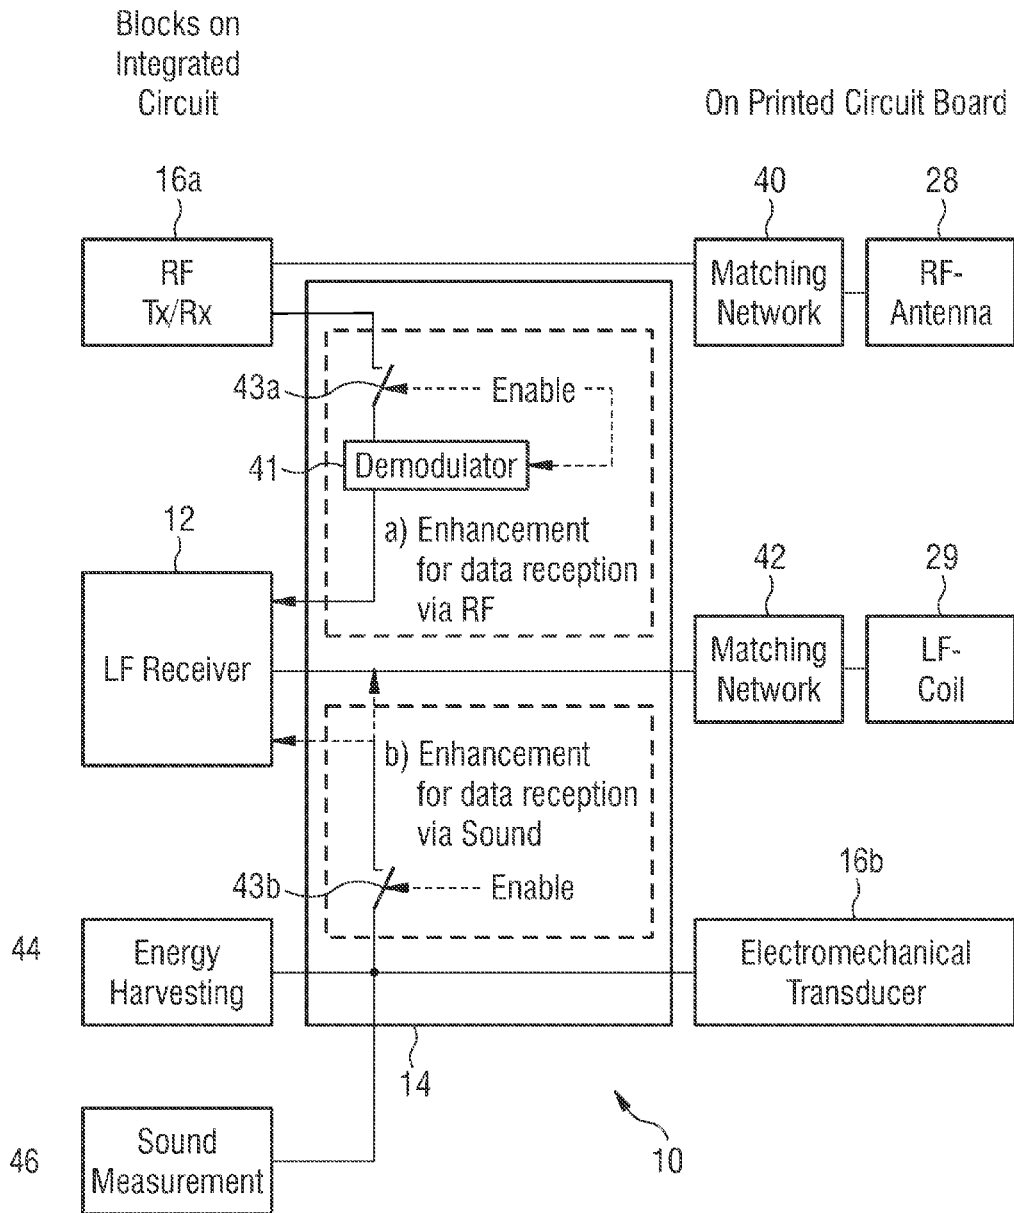 Blocks on
Integrated
Circuit
On Printed Circuit Board
16a
40
28
RF
Tx/Rx
Matching
Network
RF-
Antenna
43a
Enable
41
Demodulator
12
a) Enhancement
for data reception
via RF
42
29
LF Receiver
Matching
Network
LF-
Coil
b) Enhancement
for data reception
via Sound
43b
Enable
16b
44
Energy
Harvesting
Electromechanical
Transducer
14
10
46
Sound
Measurement